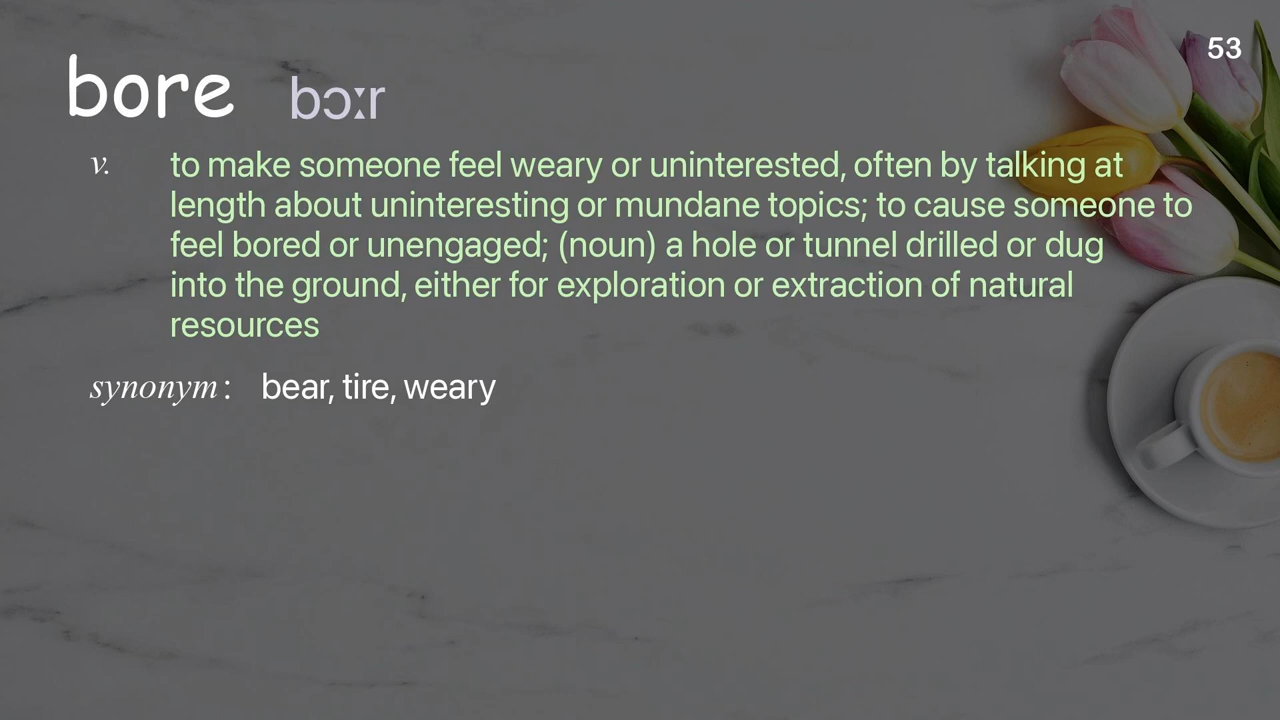 53
bore bɔːr
v. to make someone feel weary or uninterested, often by talking at
length about uninteresting or mundane topics; to cause someone to
feel bored or unengaged; (noun) a hole or tunnel drilled or dug
into the ground, either for exploration or extraction of natural
resources
synonym: bear, tire, weary